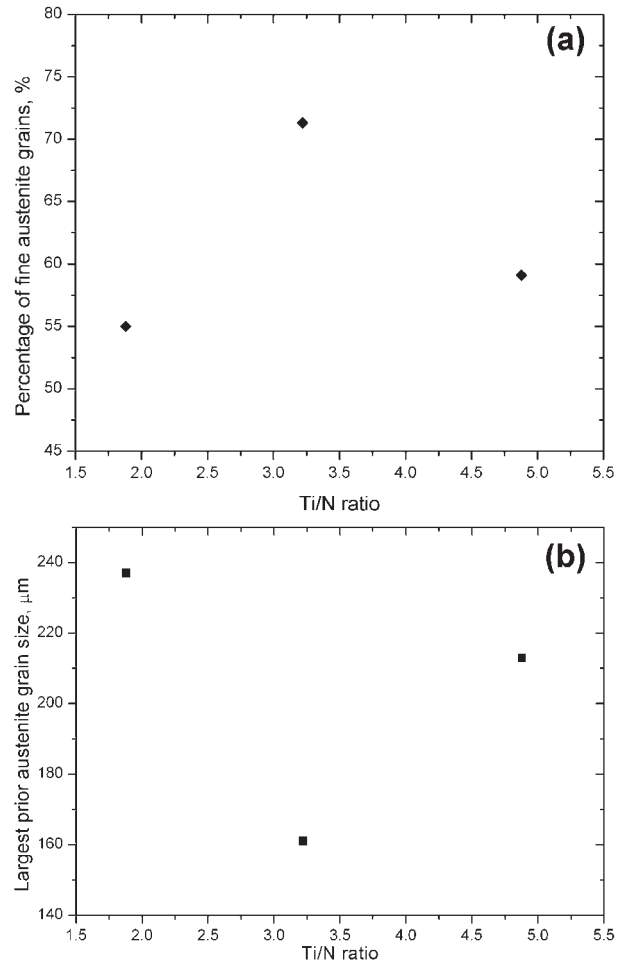 (a)
Percentage of fine austenite grains, %
80
75
70
65
60
55
50
45
1.5 2.0 2.5 3.0 3.5 4.0 4.5 5.0 5.5
Ti/N ratio
(b)
Largest prior austenite grain size, μm
240
220
200
180
160
140
1.5 2.0 2.5 3.0 3.5 4.0 4.5 5.0 5.5
Ti/N ratio